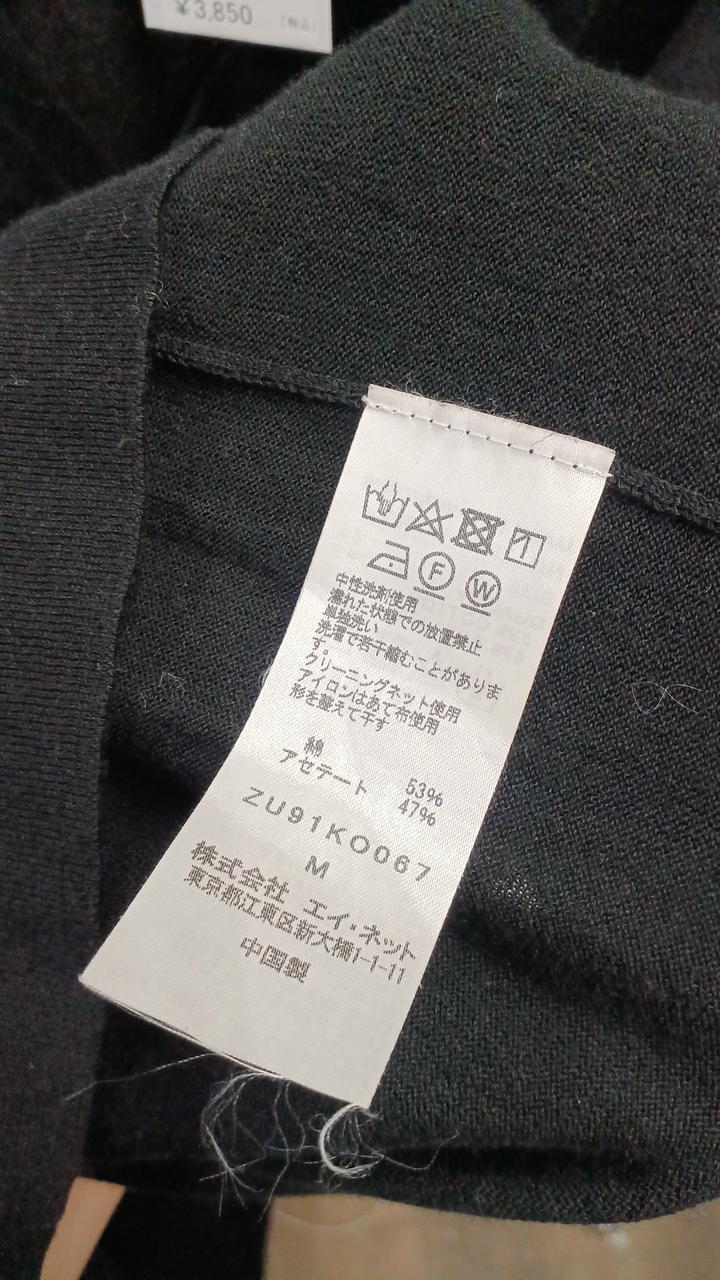 ¥3,850 [税込]
F W
中性洗剤使用
濡れた状態での放置禁止
単独洗い
洗濯で若干縮むことがありま
す。
クリーニングネット使用
アイロンはあて布使用
形を整えて干す
綿 53%
アセテート 47%
ZU91KO067
M
株式会社 エイ・ネット
東京都江東区新大橋1-1-11
中国製